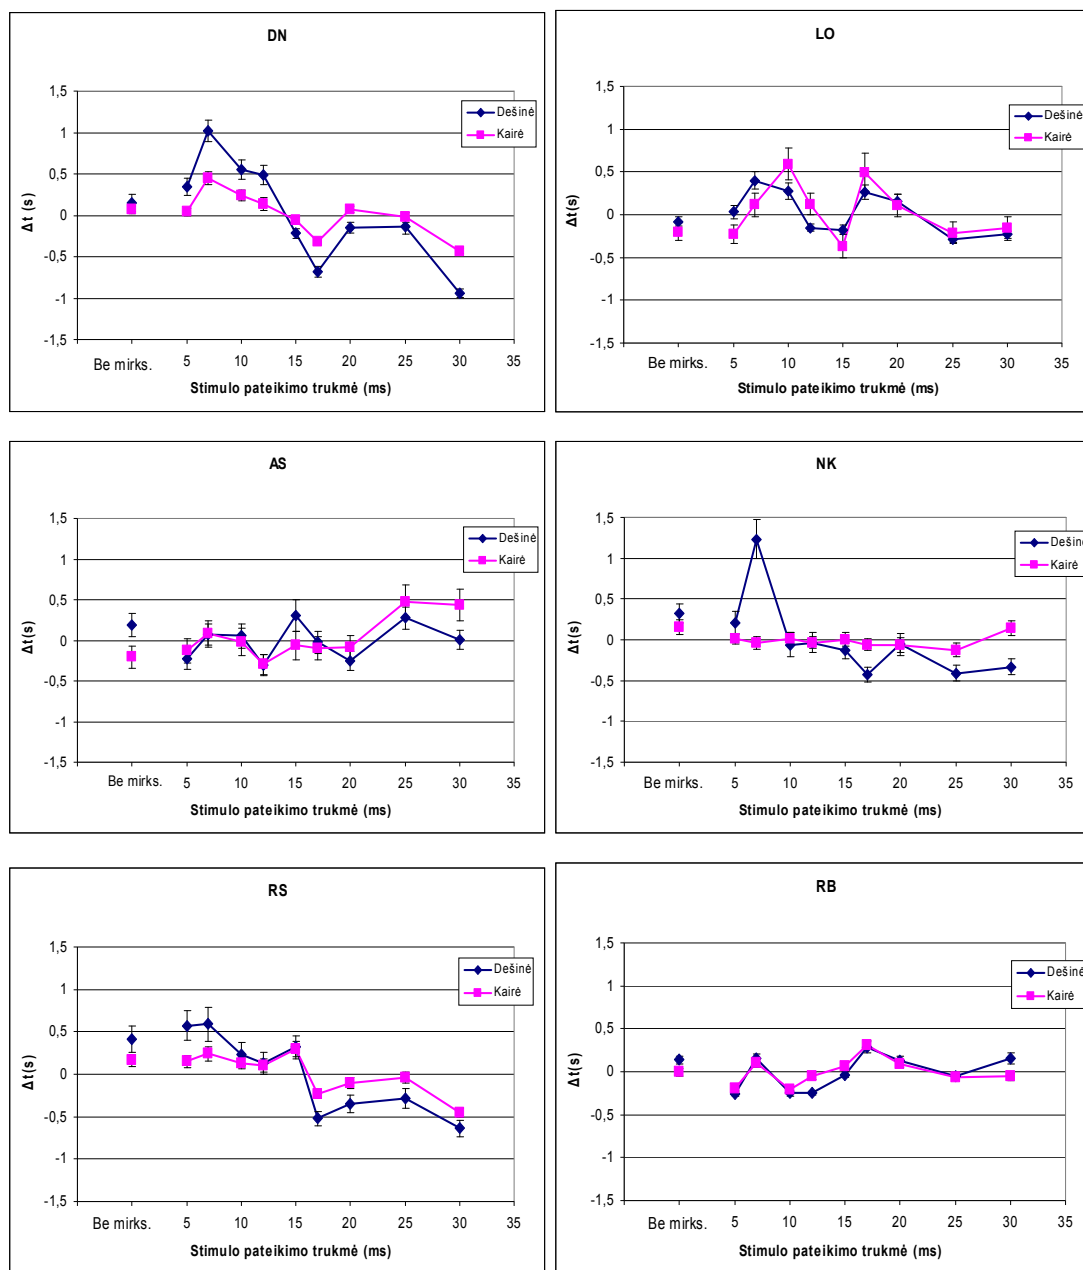 DN
1,5
1
0,5
0
-0,5
-1
-1,5
Δt (s)
Dešinė
Kairė
Be mirks. 5 10 15 20 25 30 35
Stimulo pateikimo trukmė (ms)
LO
1,5
1
0,5
0
-0,5
-1
-1,5
Δt(s)
Dešinė
Kairė
Be mirks. 5 10 15 20 25 30 35
Stimulo pateikimo trukmė (ms)
AS
1,5
1
0,5
0
-0,5
-1
-1,5
Δt(s)
Dešinė
Kairė
Be mirks. 5 10 15 20 25 30 35
Stimulo pateikimo trukmė (ms)
NK
1,5
1
0,5
0
-0,5
-1
-1,5
Δt(s)
Dešinė
Kairė
Be mirks. 5 10 15 20 25 30 35
Stimulo pateikimo trukmė (ms)
RS
1,5
1
0,5
0
-0,5
-1
-1,5
Δt(s)
Dešinė
Kairė
Be mirks. 5 10 15 20 25 30 35
Stimulo pateikimo trukmė (ms)
RB
1,5
1
0,5
0
-0,5
-1
-1,5
Δt(s)
Dešinė
Kairė
Be mirks. 5 10 15 20 25 30 35
Stimulo pateikimo trukmė (ms)